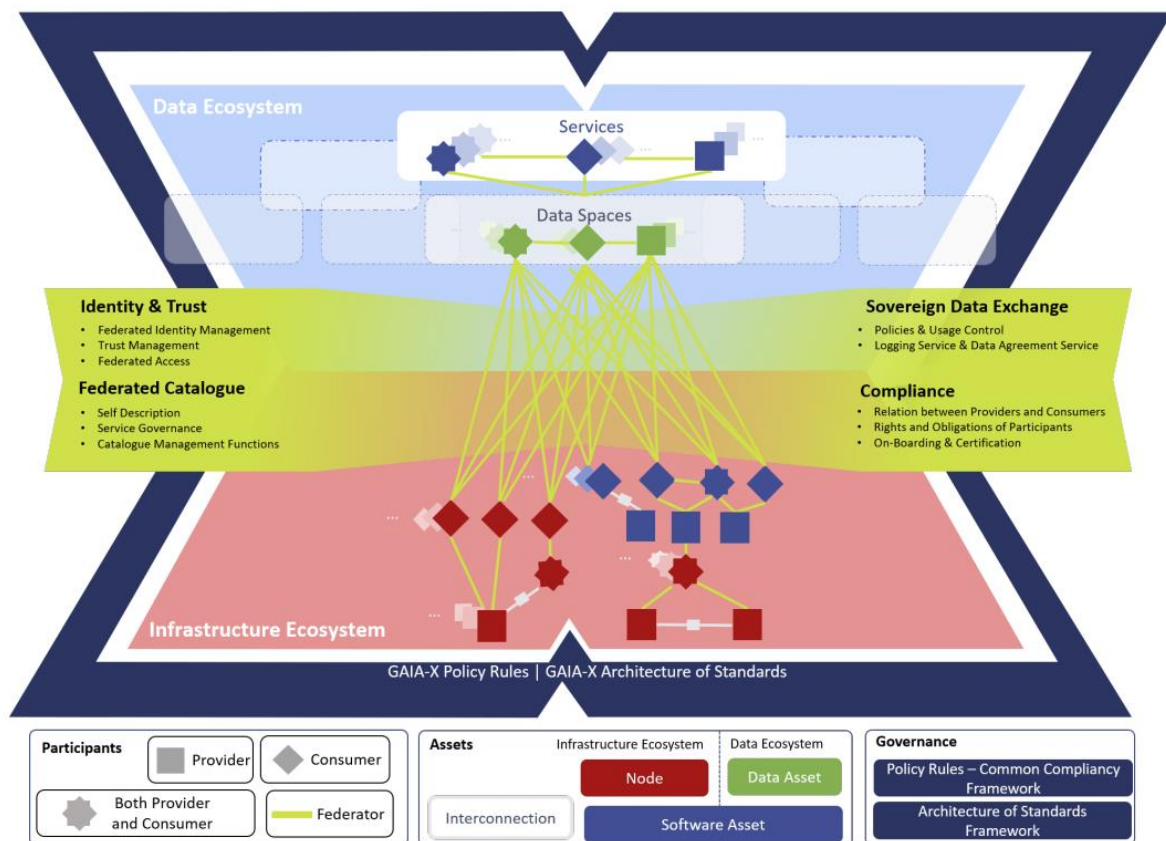 Data Ecosystem
Services
...
...
...
Data Spaces
...
...
Identity & Trust
• Federated Identity Management
• Trust Management
• Federated Access
Federated Catalogue
• Self Description
• Service Governance
• Catalogue Management Functions
Sovereign Data Exchange
• Policies & Usage Control
• Logging Service & Data Agreement Service
Compliance
• Relation between Providers and Consumers
• Rights and Obligations of Participants
• On-Boarding & Certification
...
...
...
...
Infrastructure Ecosystem
GAIA-X Policy Rules | GAIA-X Architecture of Standards
Participants
Provider
Consumer
Both Provider
and Consumer
Federator
Assets
Infrastructure Ecosystem
Data Ecosystem
Node
Data Asset
Interconnection
Software Asset
Governance
Policy Rules – Common Compliancy
Framework
Architecture of Standards
Framework